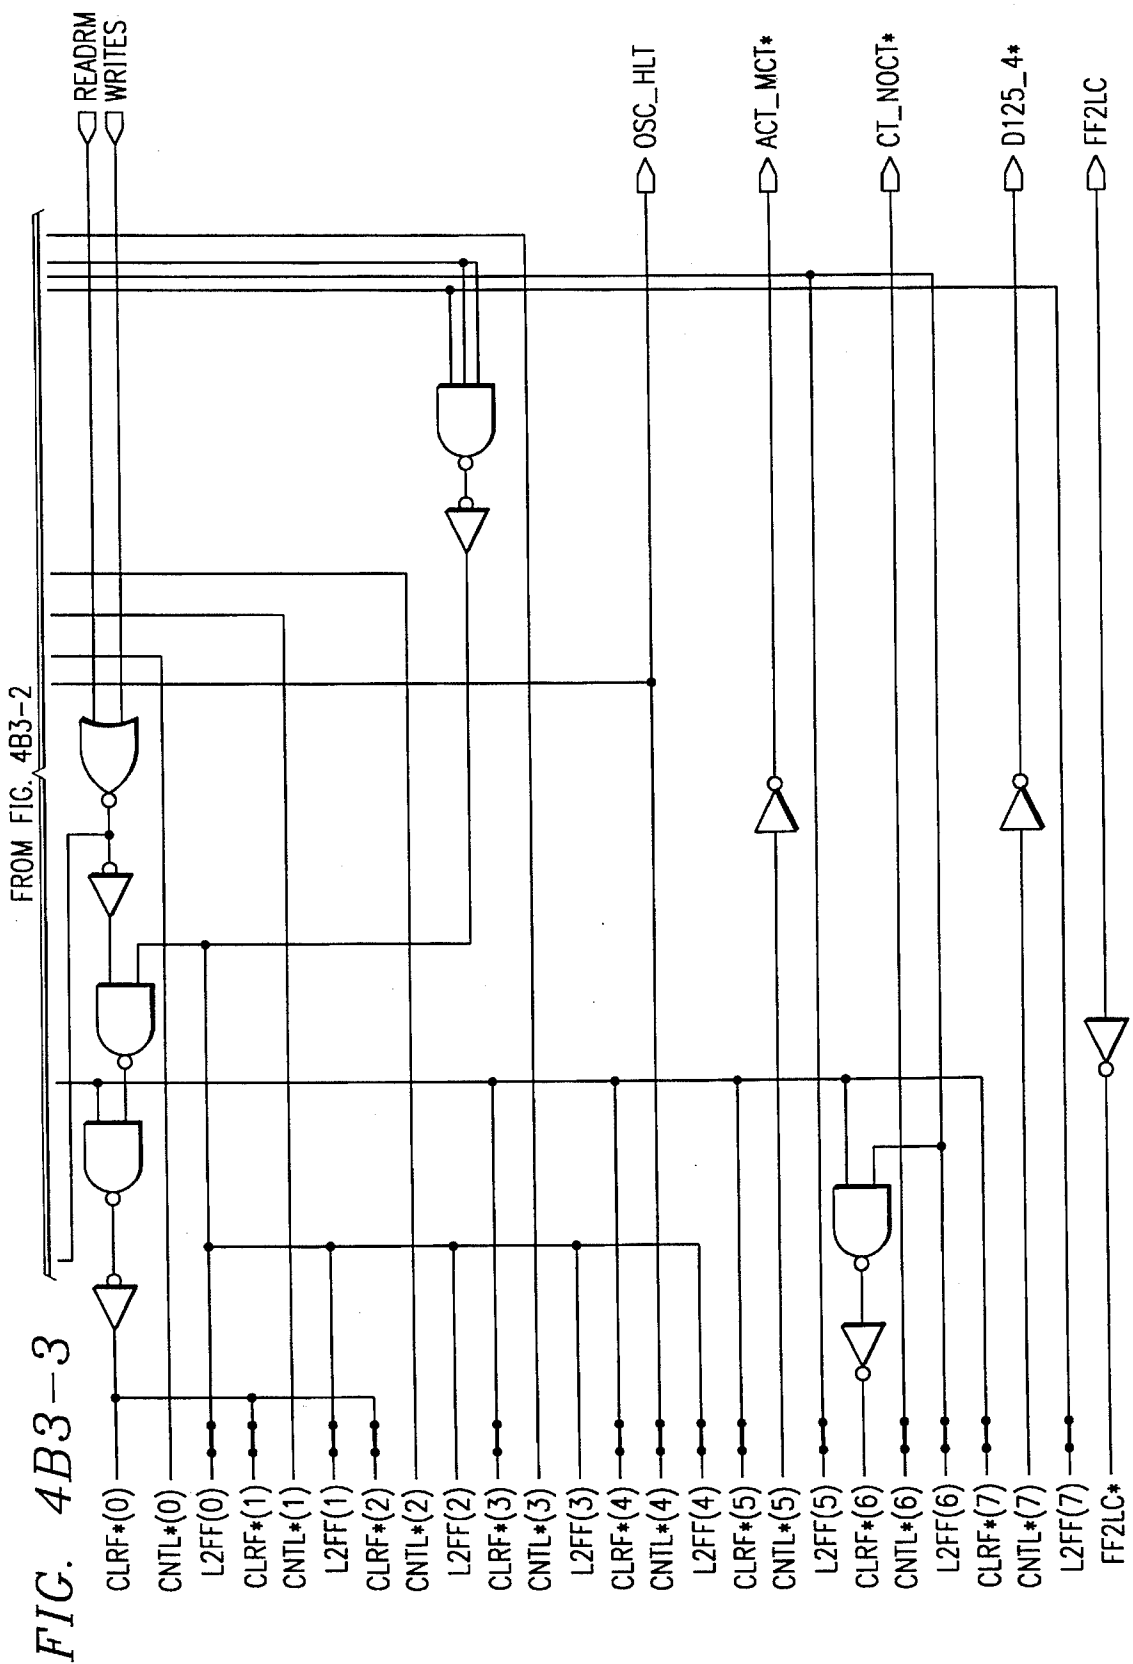 FIG. 4B3-3
FROM FIG. 4B3-2
READRM
WRITES
OSC_HLT
ACT_MCT*
CT_NOCT*
D125_4*
FF2LC
CLRF*(0)
CNTL*(0)
L2FF(0)
CLRF*(1)
CNTL*(1)
L2FF(1)
CLRF*(2)
CNTL*(2)
L2FF(2)
CLRF*(3)
CNTL*(3)
L2FF(3)
CLRF*(4)
CNTL*(4)
L2FF(4)
CLRF*(5)
CNTL*(5)
L2FF(5)
CLRF*(6)
CNTL*(6)
L2FF(6)
CLRF*(7)
CNTL*(7)
L2FF(7)
FF2LC*